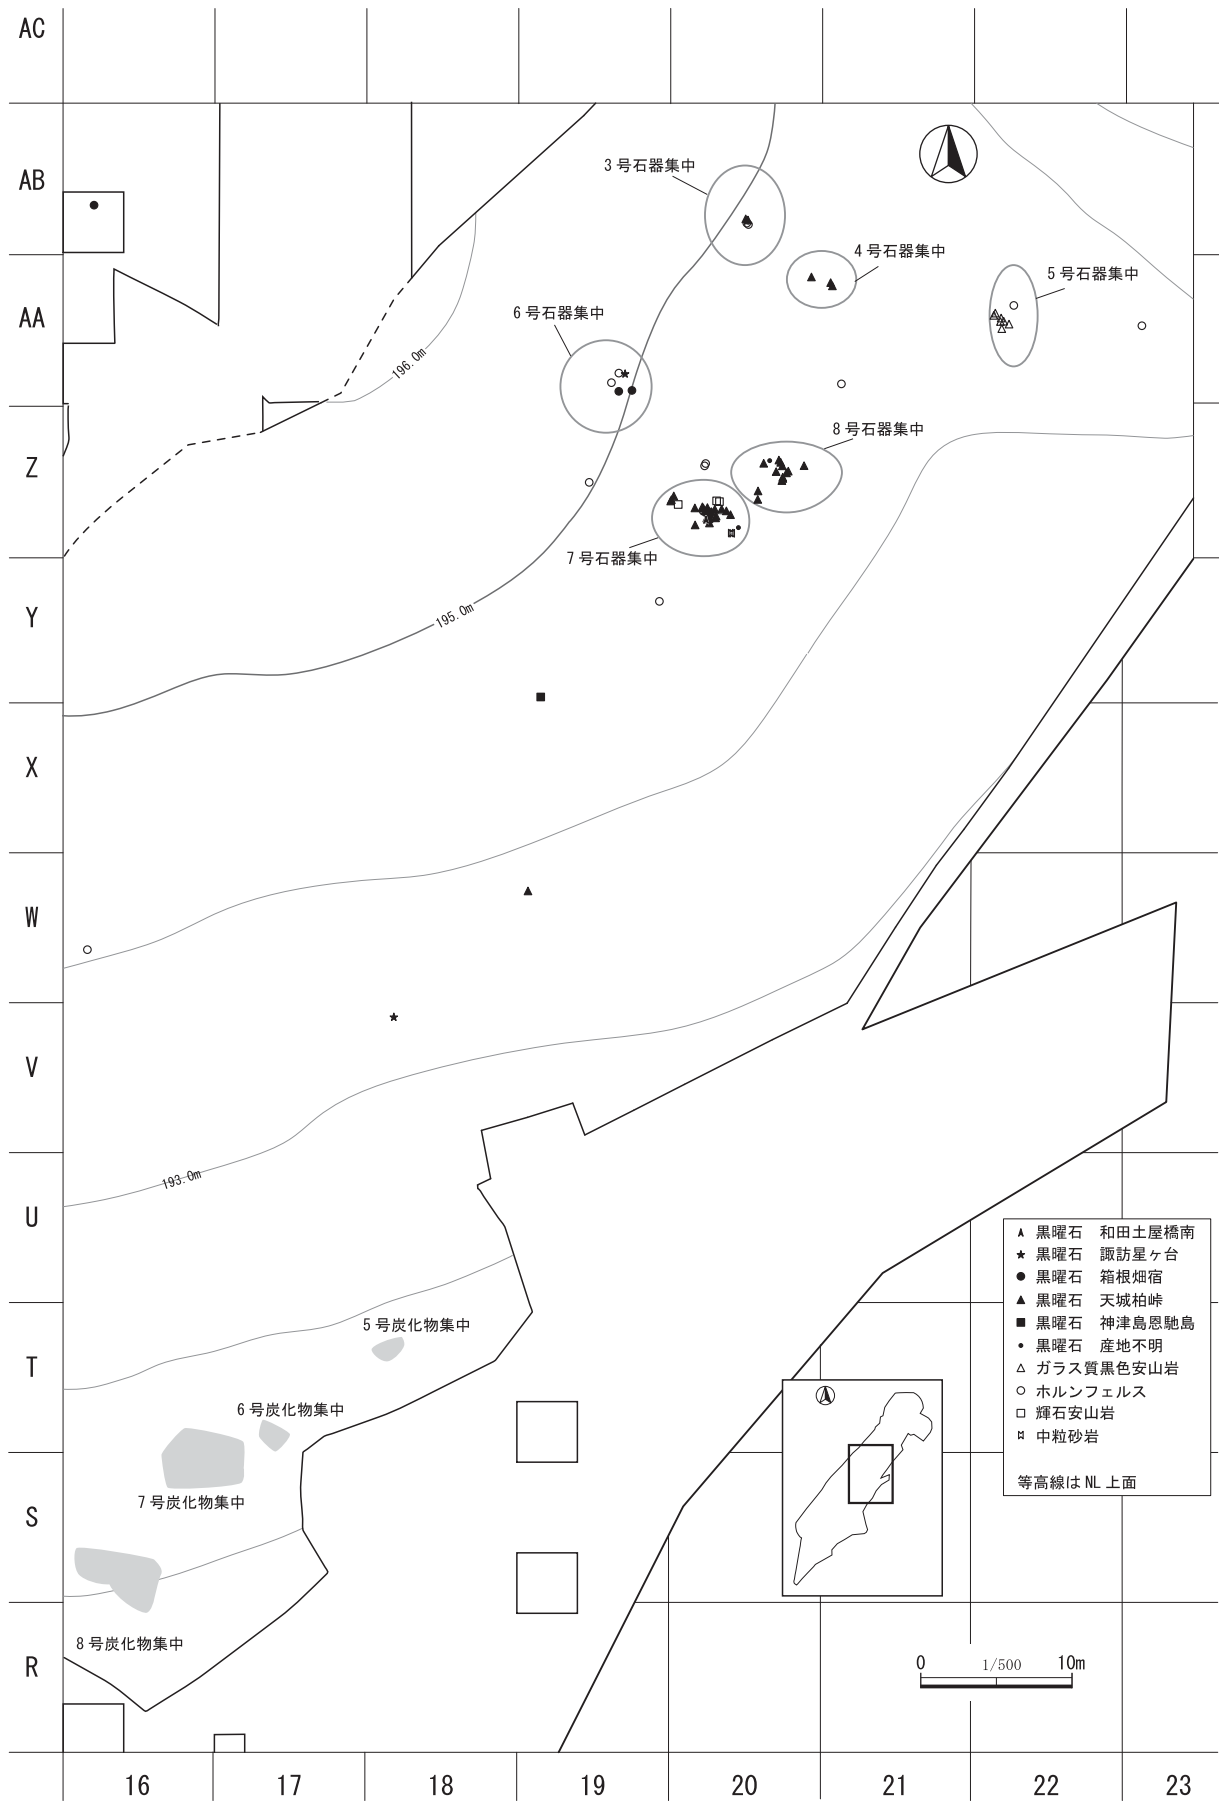 AC
AB
3号石器集中
4号石器集中
5号石器集中
AA
6号石器集中
196.0m
8号石器集中
Z
7号石器集中
Y
195.0m
X
W
V
193.0m
U
黒曜石 和田土屋橋南
黒曜石 諏訪星ヶ台
黒曜石 箱根畑宿
黒曜石 天城柏峠
黒曜石 神津島恩馳島
黒曜石 産地不明
ガラス質黒色安山岩
ホルンフェルス
輝石安山岩
中粒砂岩
等高線は NL 上面
5号炭化物集中
T
6号炭化物集中
7号炭化物集中
S
8号炭化物集中
R
0 1/500 10m
16 17 18 19 20 21 22 23